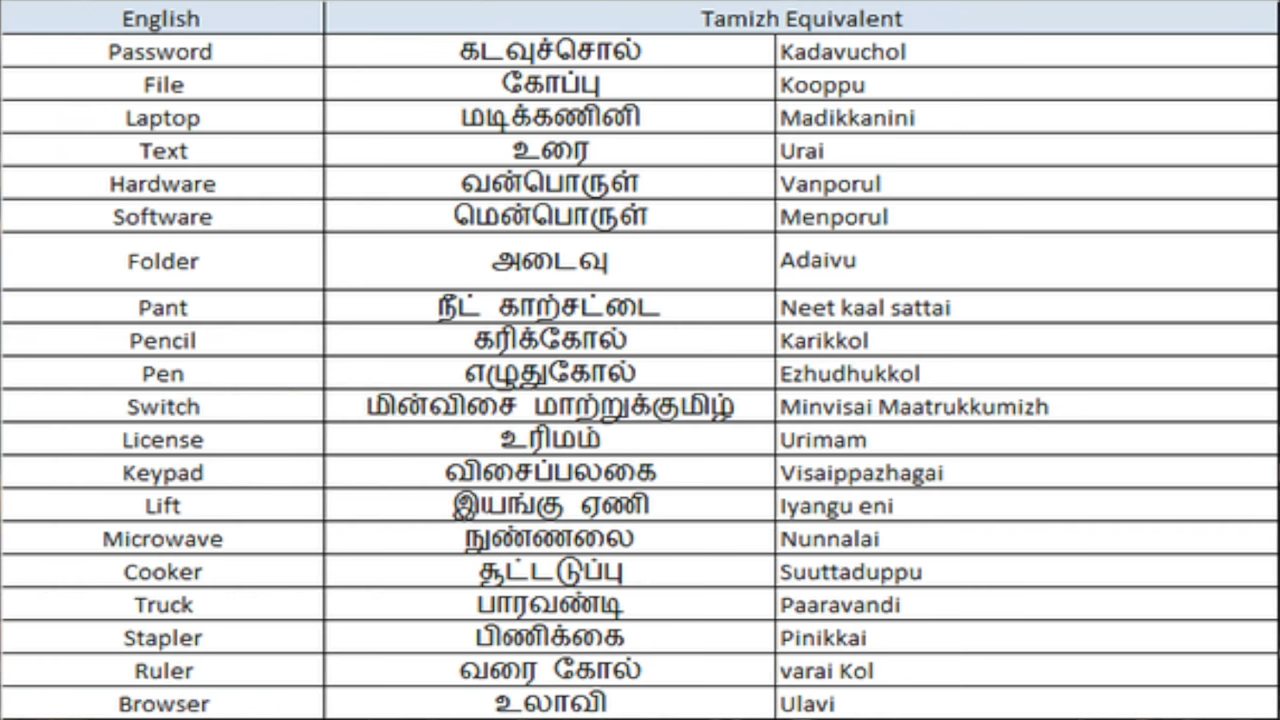 English Tamizh Equivalent
Password கடவுச்சொல் Kadavuchol
File கோப்பு Kooppu
Laptop மடிக்கணினி Madikkanini
Text உரை Urai
Hardware வன்பொருள் Vanporul
Software மென்பொருள் Menporul
Folder அடைவு Adaivu
Pant நீட் காற்சட்டை Neet kaal sattai
Pencil கரிக்கோல் Karikkol
Pen எழுதுகோல் Ezhudhukkol
Switch மின்விசை மாற்றுக்குமிழ் Minvisai Maatrukkumizh
License உரிமம் Urimam
Keypad விசைப்பலகை Visaippazhagai
Lift இயங்கு ஏணி Iyangu eni
Microwave நுண்ணலை Nunnalai
Cooker சூட்டடுப்பு Suuttaduppu
Truck பாரவண்டி Paaravandi
Stapler பிணிக்கை Pinikkai
Ruler வரை கோல் varai Kol
Browser உலாவி Ulavi